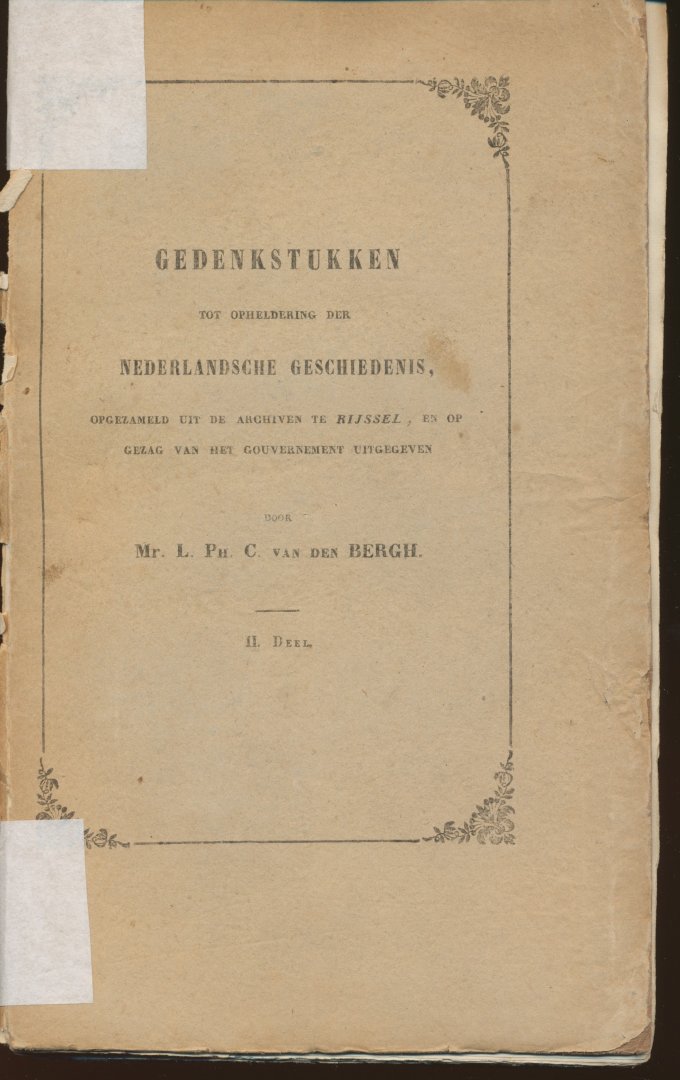 GEDENKSTUKKEN
TOT OPHELDERING DER
NEDERLANDSCHE GESCHIEDENIS,
OPGEZAMELD UIT DE ARCHIVEN TE RIJSSEL, EN OP
GEZAG VAN HET GOUVERNEMENT UITGEGEVEN
DOOR
Mr. L. Ph. C. VAN DEN BERGH.
II. DEEL.